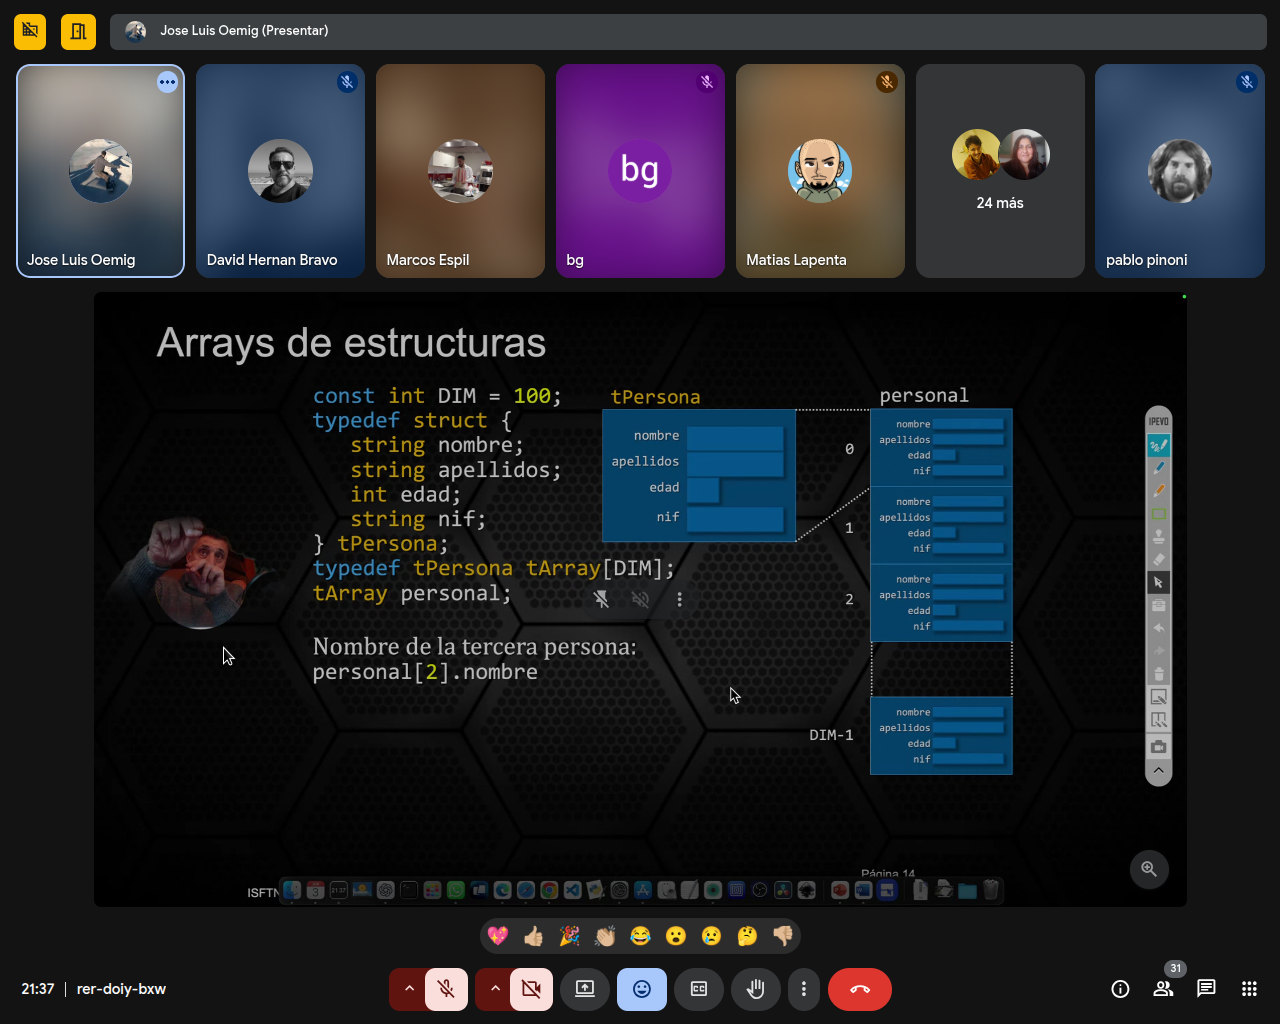 Jose Luis Oemig (Presentar)
Jose Luis Oemig
David Hernan Bravo
Marcos Espil
bg
bg
Matias Lapenta
24 más
pablo pinoni
Arrays de estructuras
const int DIM = 100;
typedef struct {
string nombre;
string apellidos;
int edad;
string nif;
} tPersona;
typedef tPersona tArray[DIM];
tArray personal;
Nombre de la tercera persona:
personal[2].nombre
tPersona
nombre
apellidos
edad
nif
personal
0
nombre
apellidos
edad
nif
1
nombre
apellidos
edad
nif
2
nombre
apellidos
edad
nif
DIM-1
nombre
apellidos
edad
nif
IPEVO
ISFTN
Página 14
21:37
rer-doiy-bxw
31